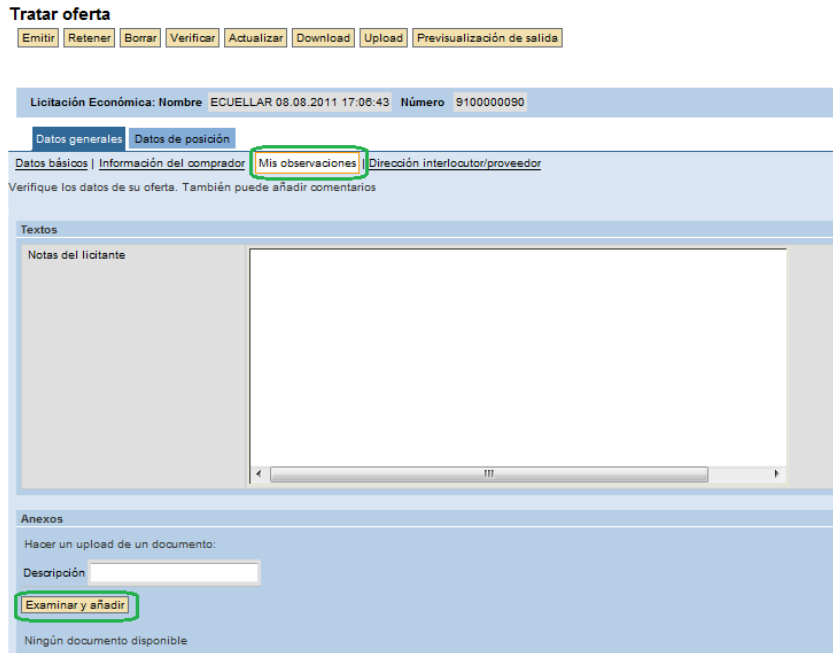 Tratar oferta
Emitir Retener Borrar Verificar Actualizar Download Upload Previsualización de salida
Licitación Económica: Nombre ECUELLAR 08.08.2011 17:06:43 Número 9100000090
Datos generales Datos de posición
Datos básicos | Información del comprador Mis observaciones | Dirección interlocutor/proveedor
Verifique los datos de su oferta. También puede añadir comentarios
Textos
Notas del licitante
Anexos
Hacer un upload de un documento:
Descripción
Examinar y añadir
Ningún documento disponible